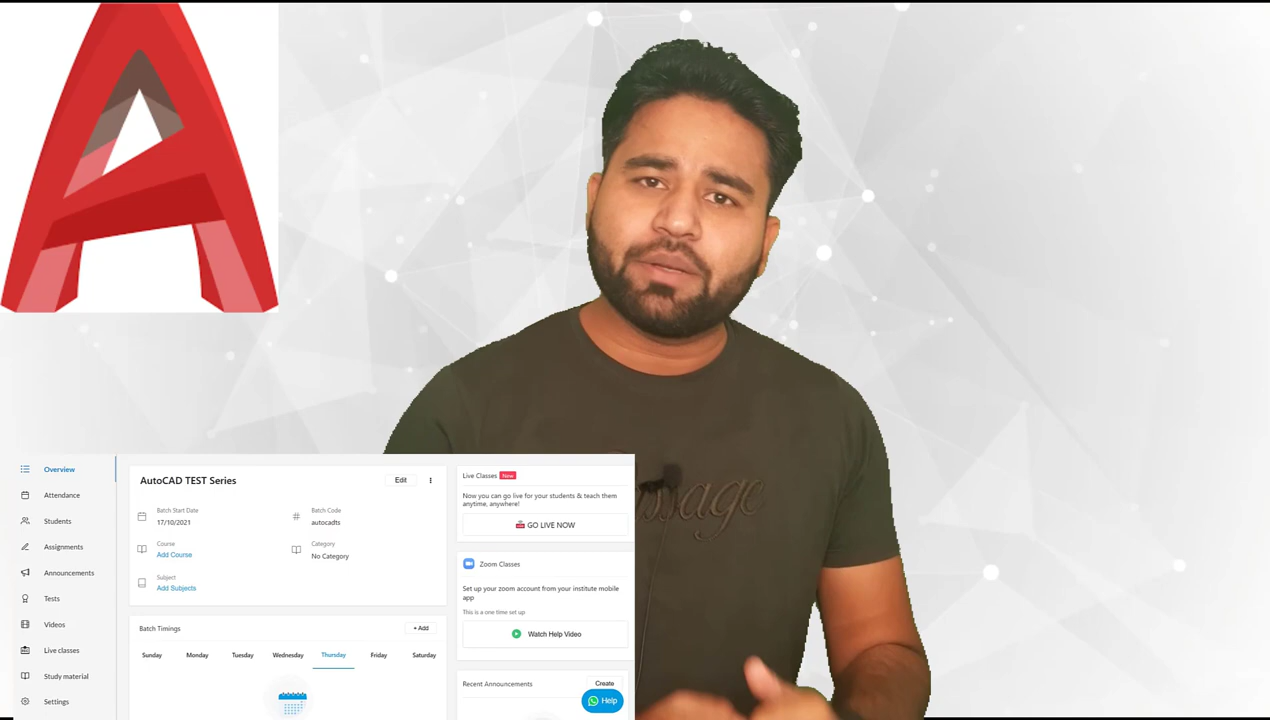 Overview
Attendance
Students
Assignments
Announcements
Tests
Videos
Live classes
Study material
Settings
AutoCAD TEST Series
Edit
Batch Start Date
17/10/2021
Batch Code
autocadts
Course
Add Course
Category
No Category
Subject
Add Subjects
Batch Timings
+ Add
Sunday Monday Tuesday Wednesday Thursday Friday Saturday
Live Classes New
Now you can go live for your students & teach them
anytime, anywhere!
GO LIVE NOW
Zoom Classes
Set up your zoom account from your institute mobile
app
This is a one time set up
Watch Help Video
Recent Announcements
Create
Help